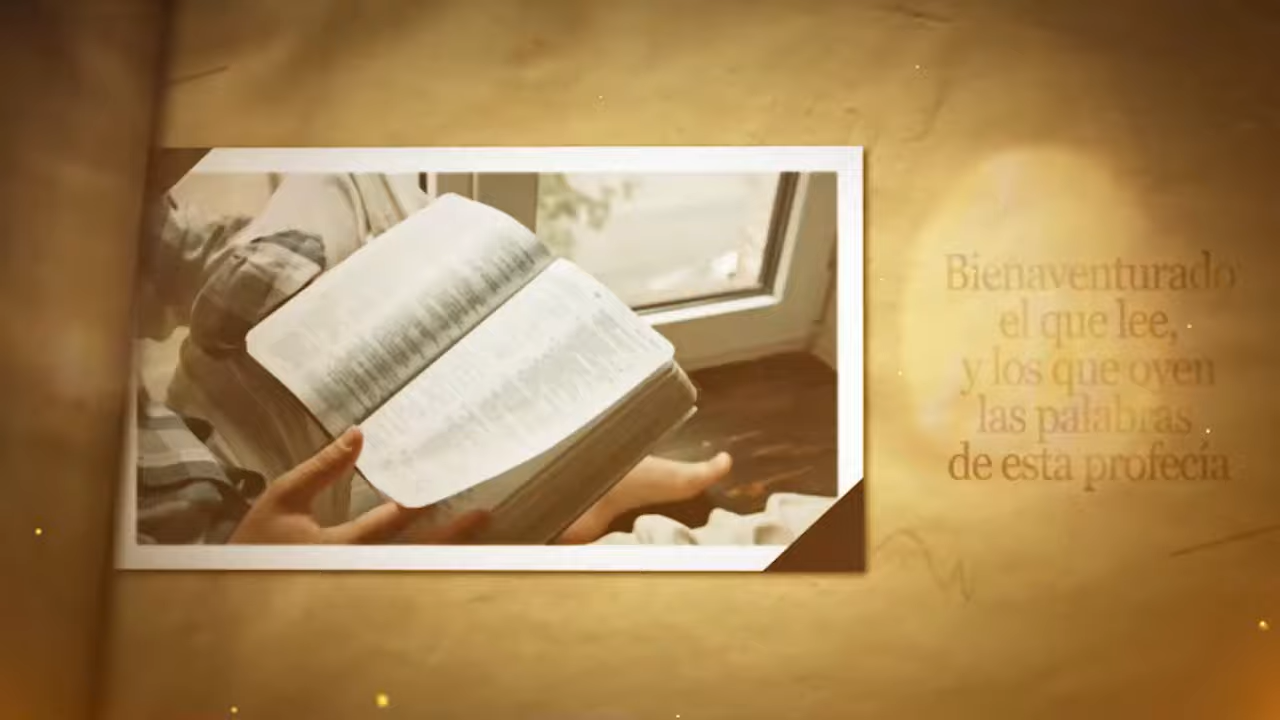 Bienaventurado
el que lee,
y los que oyen
las palabras
de esta profecía